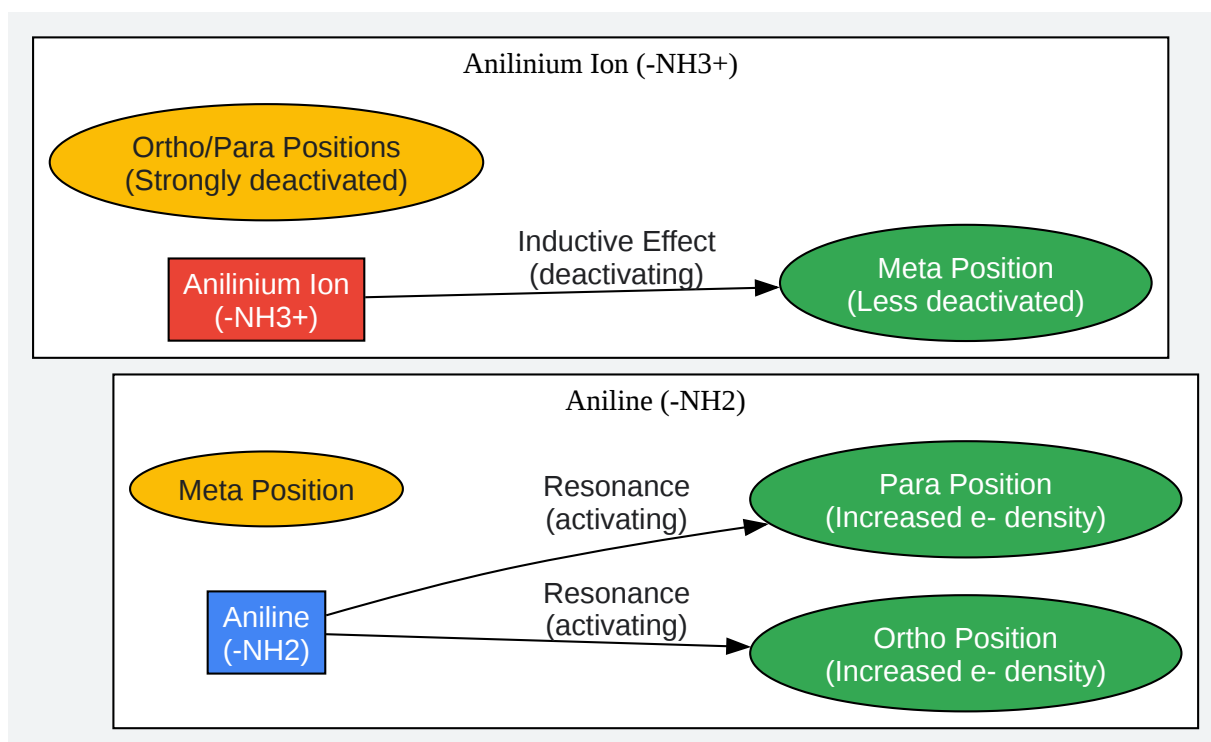 Anilinium Ion (-NH3+)
Ortho/Para Positions
(Strongly deactivated)
Inductive Effect
(deactivating)
Anilinium Ion
(-NH3+)
Meta Position
(Less deactivated)
Aniline (-NH2)
Meta Position
Resonance
(activating)
Para Position
(Increased e- density)
Aniline
(-NH2)
Resonance
(activating)
Ortho Position
(Increased e- density)